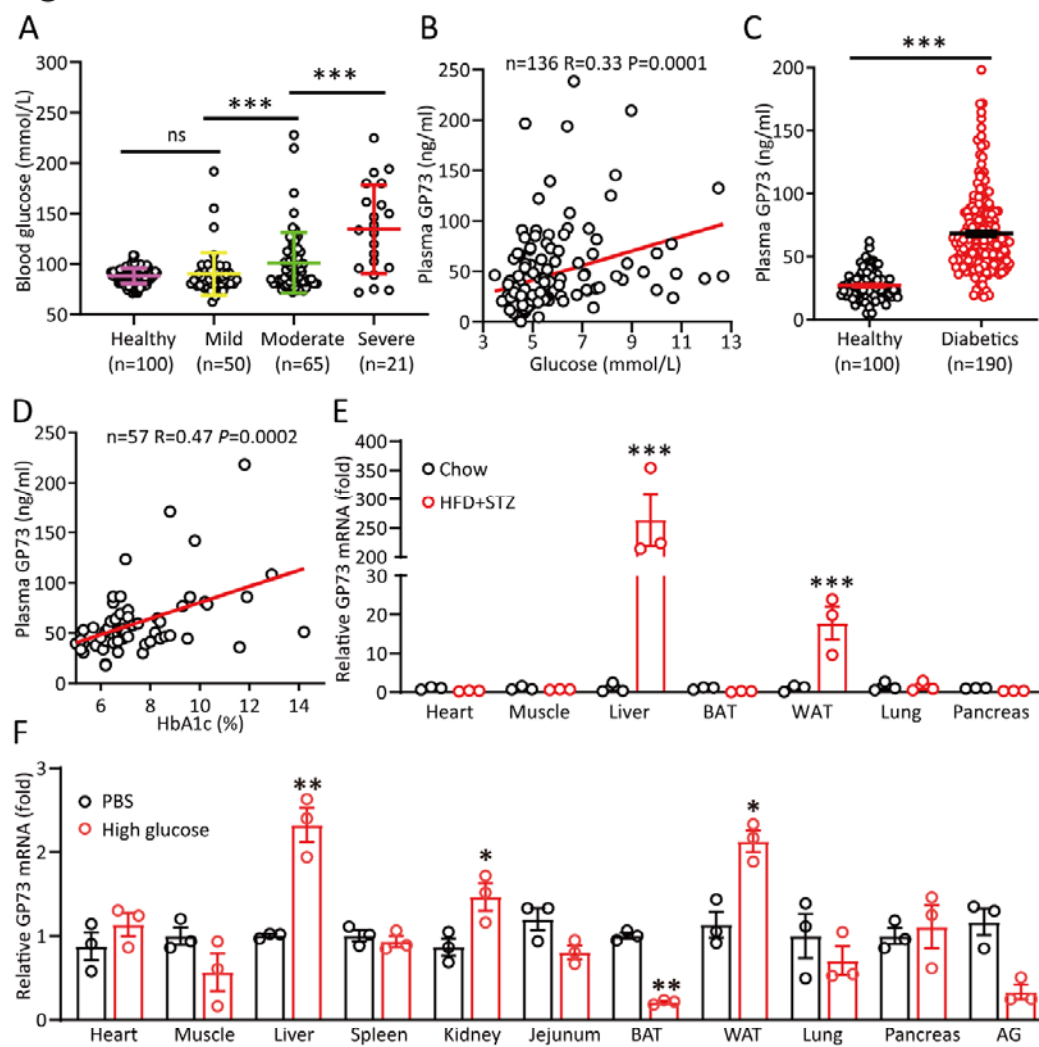 A
Blood glucose (mmol/L)
300
250
200
150
100
50
ns
***
***
Healthy
(n=100)
Mild
(n=50)
Moderate
(n=65)
Severe
(n=21)
B
n=136 R=0.33 P=0.0001
Plasma GP73 (ng/ml)
250
200
150
100
50
0
3 5 7 9 11 13
Glucose (mmol/L)
C
***
Plasma GP73 (ng/ml)
200
150
100
50
0
Healthy
(n=100)
Diabetics
(n=190)
D
n=57 R=0.47 P=0.0002
Plasma GP73 (ng/ml)
250
200
150
100
50
0
6 8 10 12 14
HbA1c (%)
E
Relative GP73 mRNA (fold)
400
350
300
250
200
30
20
10
0
Chow
HFD+STZ
***
***
Heart Muscle Liver BAT WAT Lung Pancreas
F
Relative GP73 mRNA (fold)
3
2
1
0
PBS
High glucose
**
*
**
*
Heart Muscle Liver Spleen Kidney Jejunum BAT WAT Lung Pancreas AG